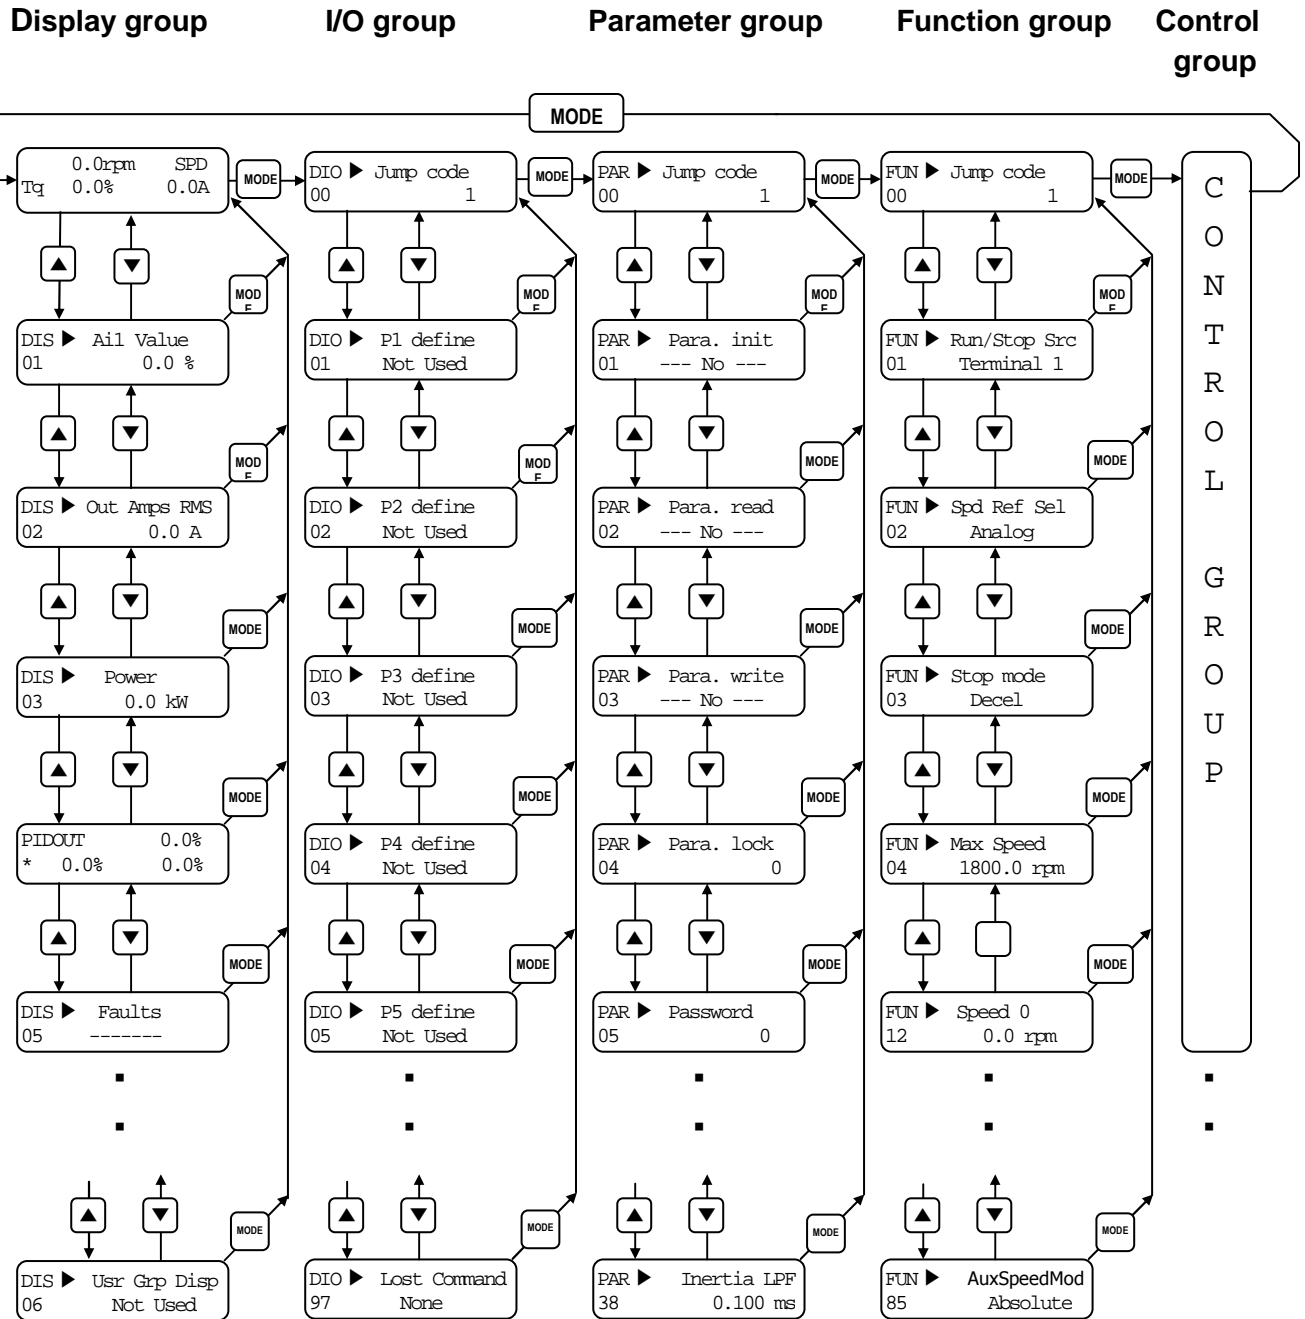 Display group I/O group Parameter group Function group Control
group
MODE
0.0rpm SPD
Tq 0.0% 0.0A
MODE
DIO ▶ Jump code
00 1
MODE
PAR ▶ Jump code
00 1
MODE
FUN ▶ Jump code
00 1
MODE
C
O
N
T
R
O
L
G
R
O
U
P
▲ ▼ MODE ▲ ▼ MODE ▲ ▼ MODE ▲ ▼ MODE
DIS ▶ Ai1 Value
01 0.0 %
DIO ▶ P1 define
01 Not Used
PAR ▶ Para. init
01 --- No ---
FUN ▶ Run/Stop Src
01 Terminal 1
▲ ▼ MODE ▲ ▼ MODE ▲ ▼ MODE ▲ ▼ MODE
DIS ▶ Out Amps RMS
02 0.0 A
DIO ▶ P2 define
02 Not Used
PAR ▶ Para. read
02 --- No ---
FUN ▶ Spd Ref Sel
02 Analog
▲ ▼ MODE ▲ ▼ MODE ▲ ▼ MODE ▲ ▼ MODE
DIS ▶ Power
03 0.0 kW
DIO ▶ P3 define
03 Not Used
PAR ▶ Para. write
03 --- No ---
FUN ▶ Stop mode
03 Decel
▲ ▼ MODE ▲ ▼ MODE ▲ ▼ MODE ▲ ▼ MODE
PIDOUT 0.0%
* 0.0% 0.0%
DIO ▶ P4 define
04 Not Used
PAR ▶ Para. lock
04 0
FUN ▶ Max Speed
04 1800.0 rpm
▲ ▼ MODE ▲ ▼ MODE ▲ ▼ MODE ▲ MODE
DIS ▶ Faults
05 -------
DIO ▶ P5 define
05 Not Used
PAR ▶ Password
05 0
FUN ▶ Speed 0
12 0.0 rpm
▲ ▼ MODE ▲ ▼ MODE ▲ ▼ MODE ▲ ▼ MODE
DIS ▶ Usr Grp Disp
06 Not Used
DIO ▶ Lost Command
97 None
PAR ▶ Inertia LPF
38 0.100 ms
FUN ▶ AuxSpeedMod
85 Absolute